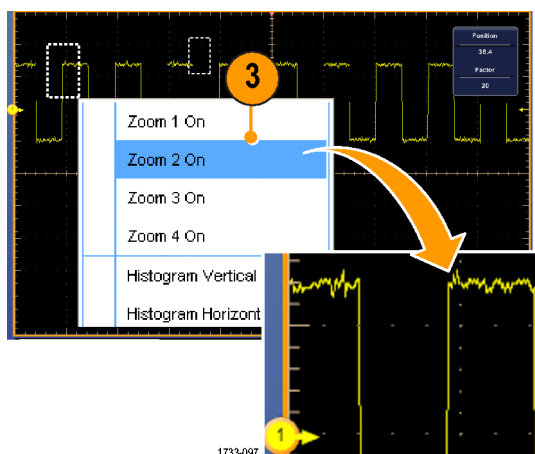 Position
38.4
Factor
20
3
1
Zoom 1 On
Zoom 2 On
Zoom 3 On
Zoom 4 On
Histogram Vertical
Histogram Horizont
1
1733-097